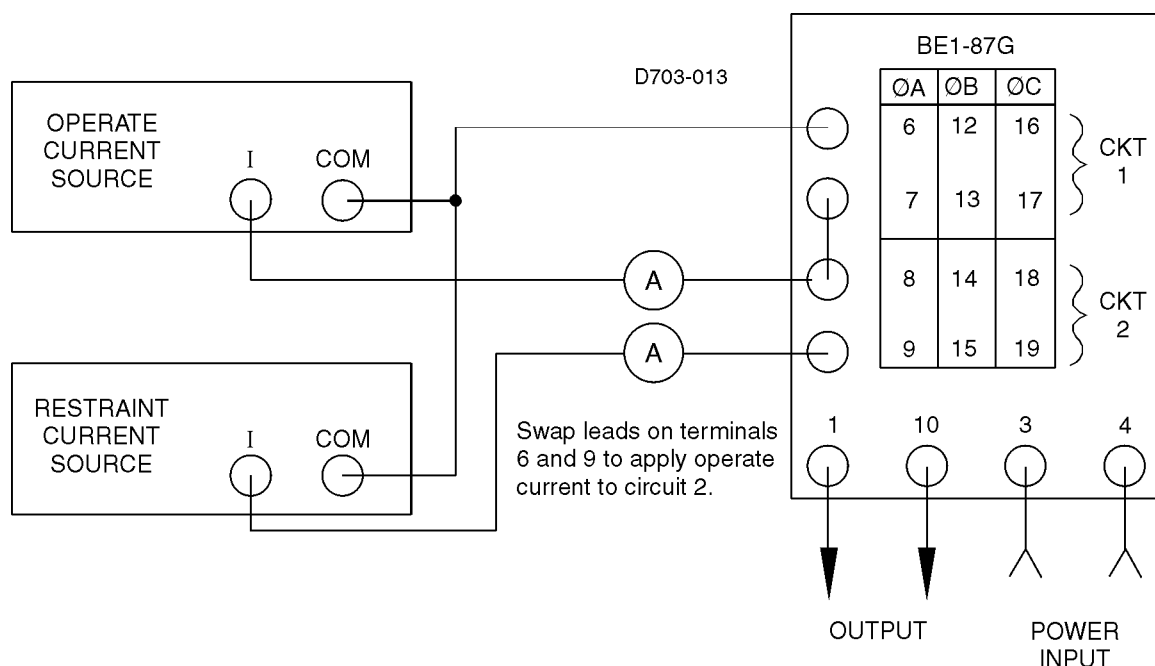 BE1-87G
D703-013
ØA ØB ØC
6 12 16
7 13 17
CKT
1
8 14 18
9 15 19
CKT
2
OPERATE
CURRENT
SOURCE
I COM
A
A
RESTRAINT
CURRENT
SOURCE
I COM
Swap leads on terminals
6 and 9 to apply operate
current to circuit 2.
1 10 3 4
OUTPUT
POWER
INPUT